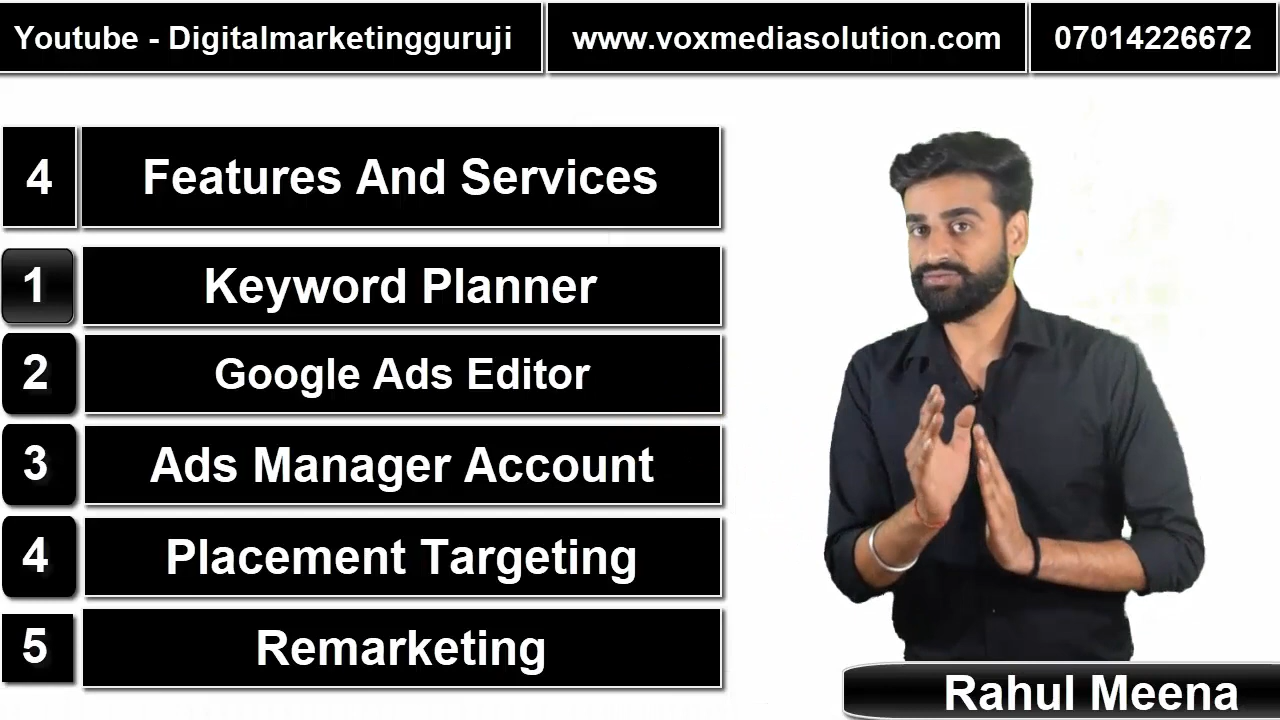 Youtube - Digitalmarketingguruji
www.voxmediasolution.com
07014226672
4 Features And Services
1 Keyword Planner
2 Google Ads Editor
3 Ads Manager Account
4 Placement Targeting
5 Remarketing
Rahul Meena